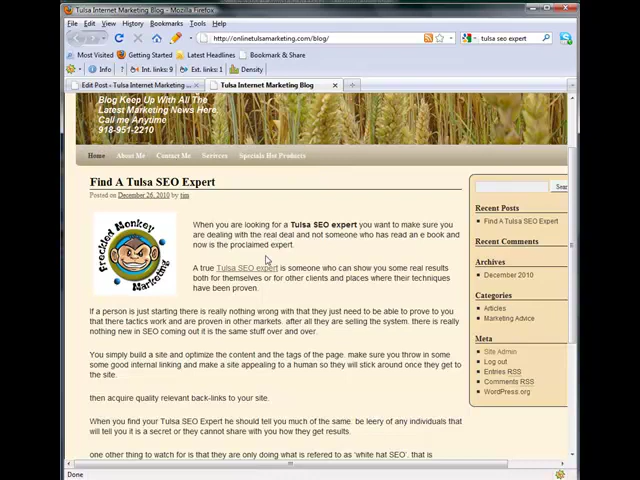 Tulsa Internet Marketing Blog - Mozilla Firefox
File Edit View History Bookmarks Tools Help
http://onlinetulsamarketing.com/blog/
tulsa seo expert
Most Visited Getting Started Latest Headlines Bookmark & Share
Info Int. links: 9 Ext. links: 1 Density
Edit Post ‹ Tulsa Internet Marketing ...
Tulsa Internet Marketing Blog
Blog Keep Up With All The
Latest Marketing News Here.
Call me Anytime
918-951-2210
Home About Me Contact Me Services Specials Hot Products
Find A Tulsa SEO Expert
Posted on December 26, 2010 by tim
Freckled Monkey
Marketing
When you are looking for a Tulsa SEO expert you want to make sure you
are dealing with the real deal and not someone who has read an e book and
now is the proclaimed expert.
A true Tulsa SEO expert is someone who can show you some real results
both for themselves or for other clients and places where their techniques
have been proven.
If a person is just starting there is really nothing wrong with that they just need to be able to prove to you
that there tactics work and are proven in other markets. after all they are selling the system. there is really
nothing new in SEO coming out it is the same stuff over and over.
You simply build a site and optimize the content and the tags of the page. make sure you throw in some
some good internal linking and make a site appealing to a human so they will stick around once they get to
the site.
then acquire quality relevant back-links to your site.
When you find your Tulsa SEO Expert he should tell you much of the same. be leery of any individuals that
will tell you it is a secret or they cannot share with you how they get results.
one other thing to watch for is that they are only doing what is refered to as 'white hat SEO'. that is
Sear
Recent Posts
Find A Tulsa SEO Expert
Recent Comments
Archives
December 2010
Categories
Articles
Marketing Advice
Meta
Site Admin
Log out
Entries RSS
Comments RSS
WordPress.org
Done